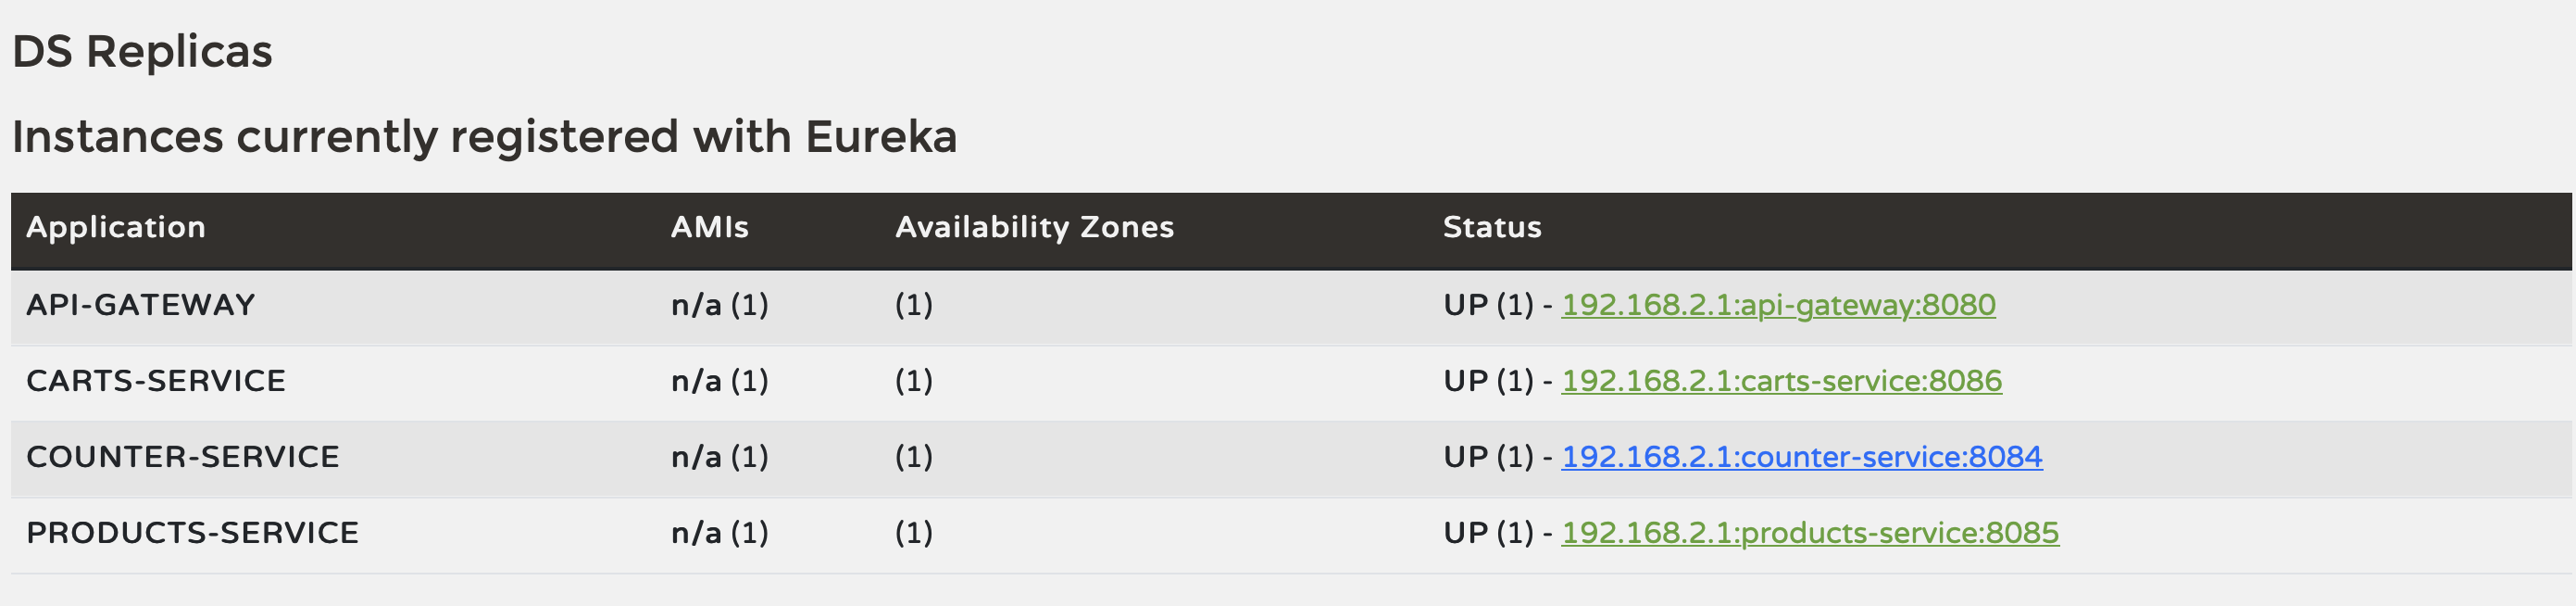 DS Replicas
Instances currently registered with Eureka
Application AMIs Availability Zones Status
API-GATEWAY n/a (1) (1) UP (1) - 192.168.2.1:api-gateway:8080
CARTS-SERVICE n/a (1) (1) UP (1) - 192.168.2.1:carts-service:8086
COUNTER-SERVICE n/a (1) (1) UP (1) - 192.168.2.1:counter-service:8084
PRODUCTS-SERVICE n/a (1) (1) UP (1) - 192.168.2.1:products-service:8085